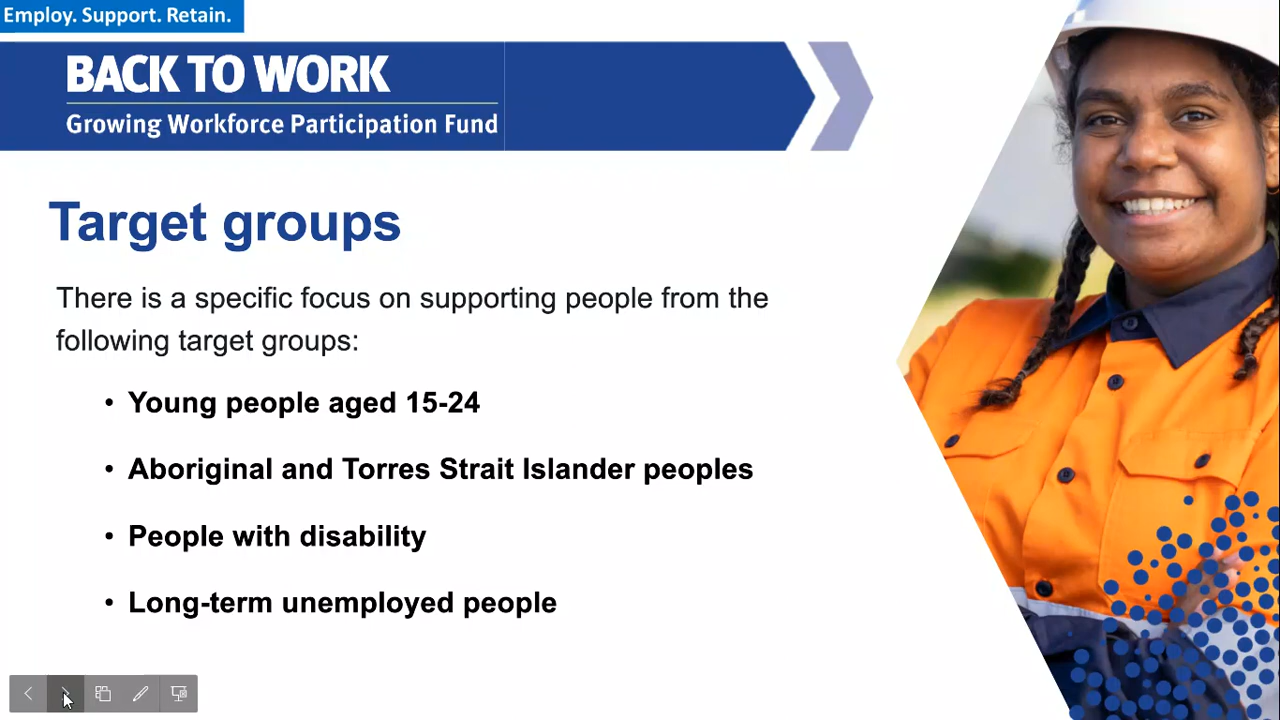 Employ. Support. Retain.
BACK TO WORK
Growing Workforce Participation Fund
Target groups
There is a specific focus on supporting people from the
following target groups:
• Young people aged 15-24
• Aboriginal and Torres Strait Islander peoples
• People with disability
• Long-term unemployed people